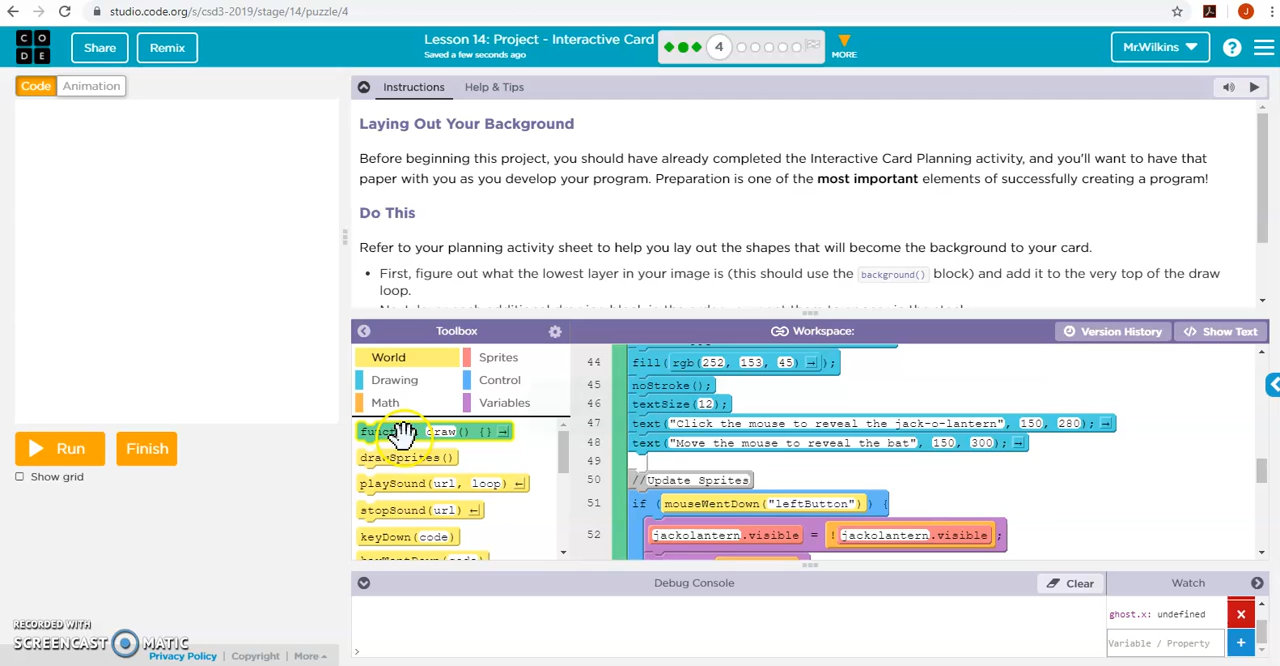 studio.code.org/s/csd3-2019/stage/14/puzzle/4
J
CO
DE
Share
Remix
Lesson 14: Project - Interactive Card
Saved a few seconds ago
4
MORE
Mr.Wilkins
?
Code
Animation
Instructions
Help & Tips
Laying Out Your Background
Before beginning this project, you should have already completed the Interactive Card Planning activity, and you'll want to have that
paper with you as you develop your program. Preparation is one of the most important elements of successfully creating a program!
Do This
Refer to your planning activity sheet to help you lay out the shapes that will become the background to your card.
First, figure out what the lowest layer in your image is (this should use the background() block) and add it to the very top of the draw
loop.
Toolbox
Workspace:
Version History
</> Show Text
World
Sprites
Drawing
Control
Math
Variables
draw() {}
drawSprites()
playSound(url, loop)
stopSound(url)
keyDown(code)
44 fill( rgb(252, 153, 45) );
45 noStroke();
46 textSize(12);
47 text("Click the mouse to reveal the jack-o-lantern", 150, 280);
48 text("Move the mouse to reveal the bat", 150, 300);
49
50 //Update Sprites
51 if (mouseWentDown("leftButton")) {
52 jackolantern.visible = !jackolantern.visible;
Run
Finish
Show grid
Debug Console
Clear
Watch
ghost.x: undefined
Variable / Property
>
RECORDED WITH
SCREENCAST MATIC
Privacy Policy | Copyright | More